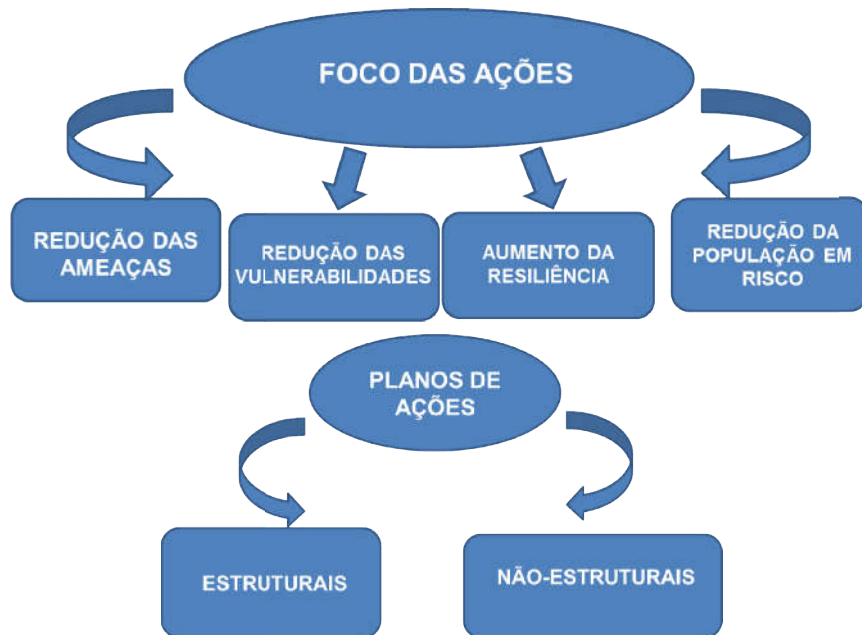 FOCO DAS AÇÕES
REDUÇÃO DAS
AMEAÇAS
REDUÇÃO DAS
VULNERABILIDADES
AUMENTO DA
RESILIÊNCIA
REDUÇÃO DA
POPULAÇÃO EM
RISCO
PLANOS DE
AÇÕES
ESTRUTURAIS
NÃO-ESTRUTURAIS